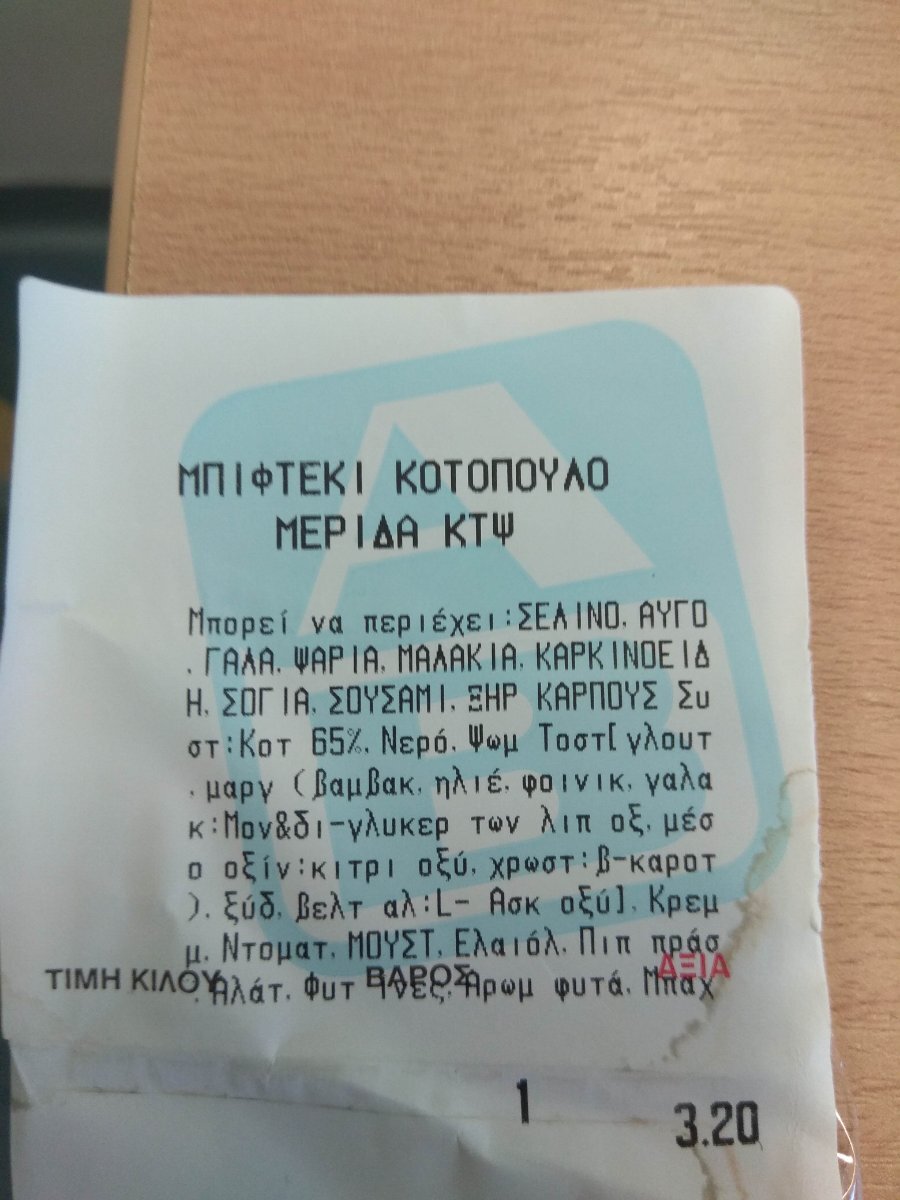 ΜΠΙΦΤΕΚΙ ΚΟΤΟΠΟΥΛΟ
ΜΕΡΙΔΑ ΚΤΨ
Μπορεί να περιέχει:ΣΕΛΙΝΟ, ΑΥΓΟ
, ΓΑΛΑ, ΨΑΡΙΑ, ΜΑΛΑΚΙΑ, ΚΑΡΚΙΝΟΕΙΔ
Η, ΣΟΓΙΑ, ΣΟΥΣΑΜΙ, ΞΗΡ ΚΑΡΠΟΥΣ Συ
στ:Κοτ 65%, Νερό, Ψωμ Τοστ[γλουτ
, μαργ (βαμβακ, ηλιέ, φοινικ, γαλα
κ:Μον&δι-γλυκερ των λιπ οξ, μέσ
ο οξίν:κιτρι οξύ, χρωστ:β-καροτ
), ξύδ, βελτ αλ:L- Ασκ οξύ], Κρεμ
μ, Ντοματ, ΜΟΥΣΤ, Ελαιόλ, Πιπ πράσ
, Αλάτ, Φυτ ίνες, Αρωμ φυτά, Μπαχ
ΤΙΜΗ ΚΙΛΟΥ ΒΑΡΟΣ ΑΞΙΑ
1 3.20